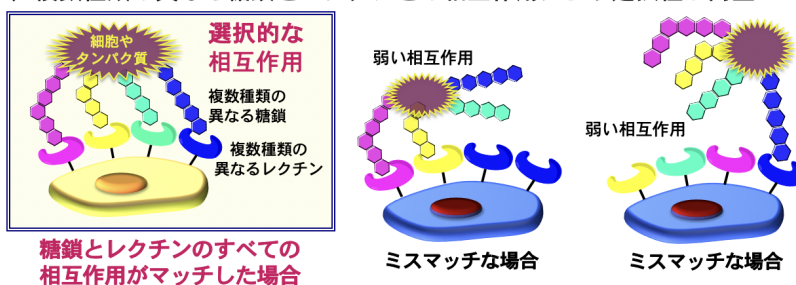 細胞や
タンパク質
選択的な
相互作用
複数種類の
異なる糖鎖
複数種類の
異なるレクチン
糖鎖とレクチンのすべての
相互作用がマッチした場合
弱い相互作用
ミスマッチな場合
弱い相互作用
ミスマッチな場合